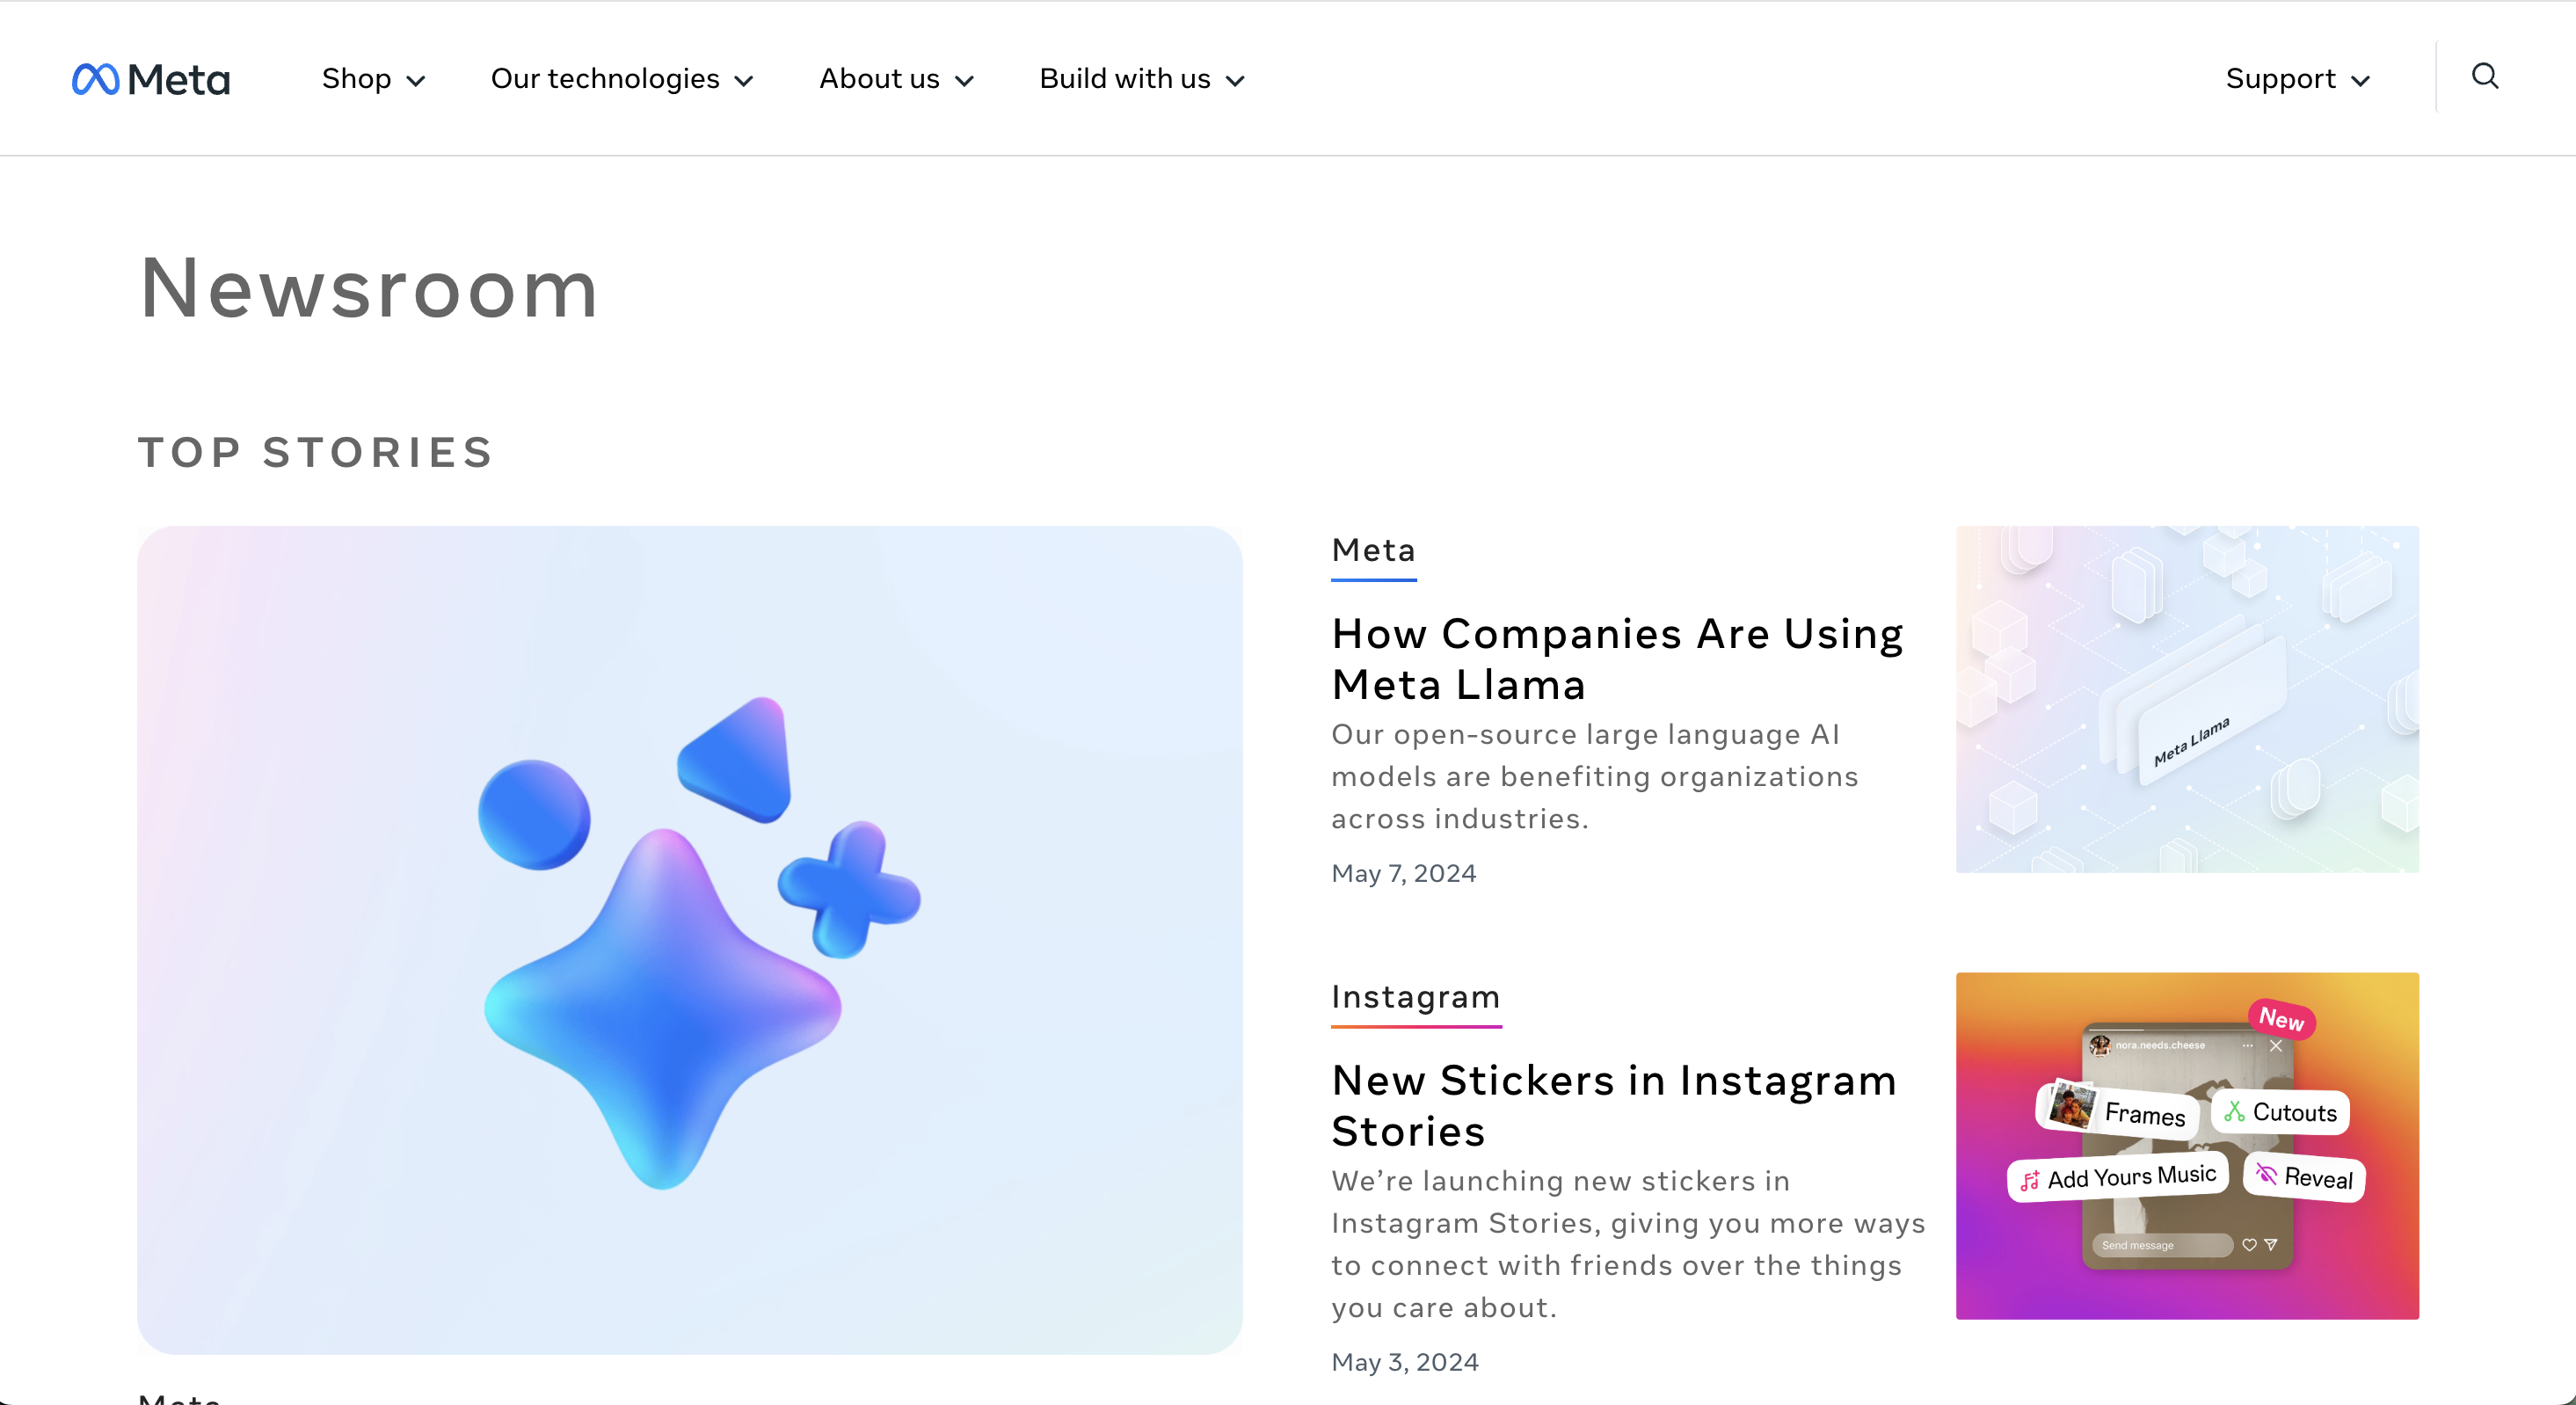 Meta
Shop
Our technologies
About us
Build with us
Support
Newsroom
TOP STORIES
Meta
How Companies Are Using
Meta Llama
Our open-source large language AI
models are benefiting organizations
across industries.
May 7, 2024
Meta Llama
Instagram
New Stickers in Instagram
Stories
We’re launching new stickers in
Instagram Stories, giving you more ways
to connect with friends over the things
you care about.
May 3, 2024
New
nora.needs.cheese
Frames
Cutouts
Add Yours Music
Reveal
Send message
Meta